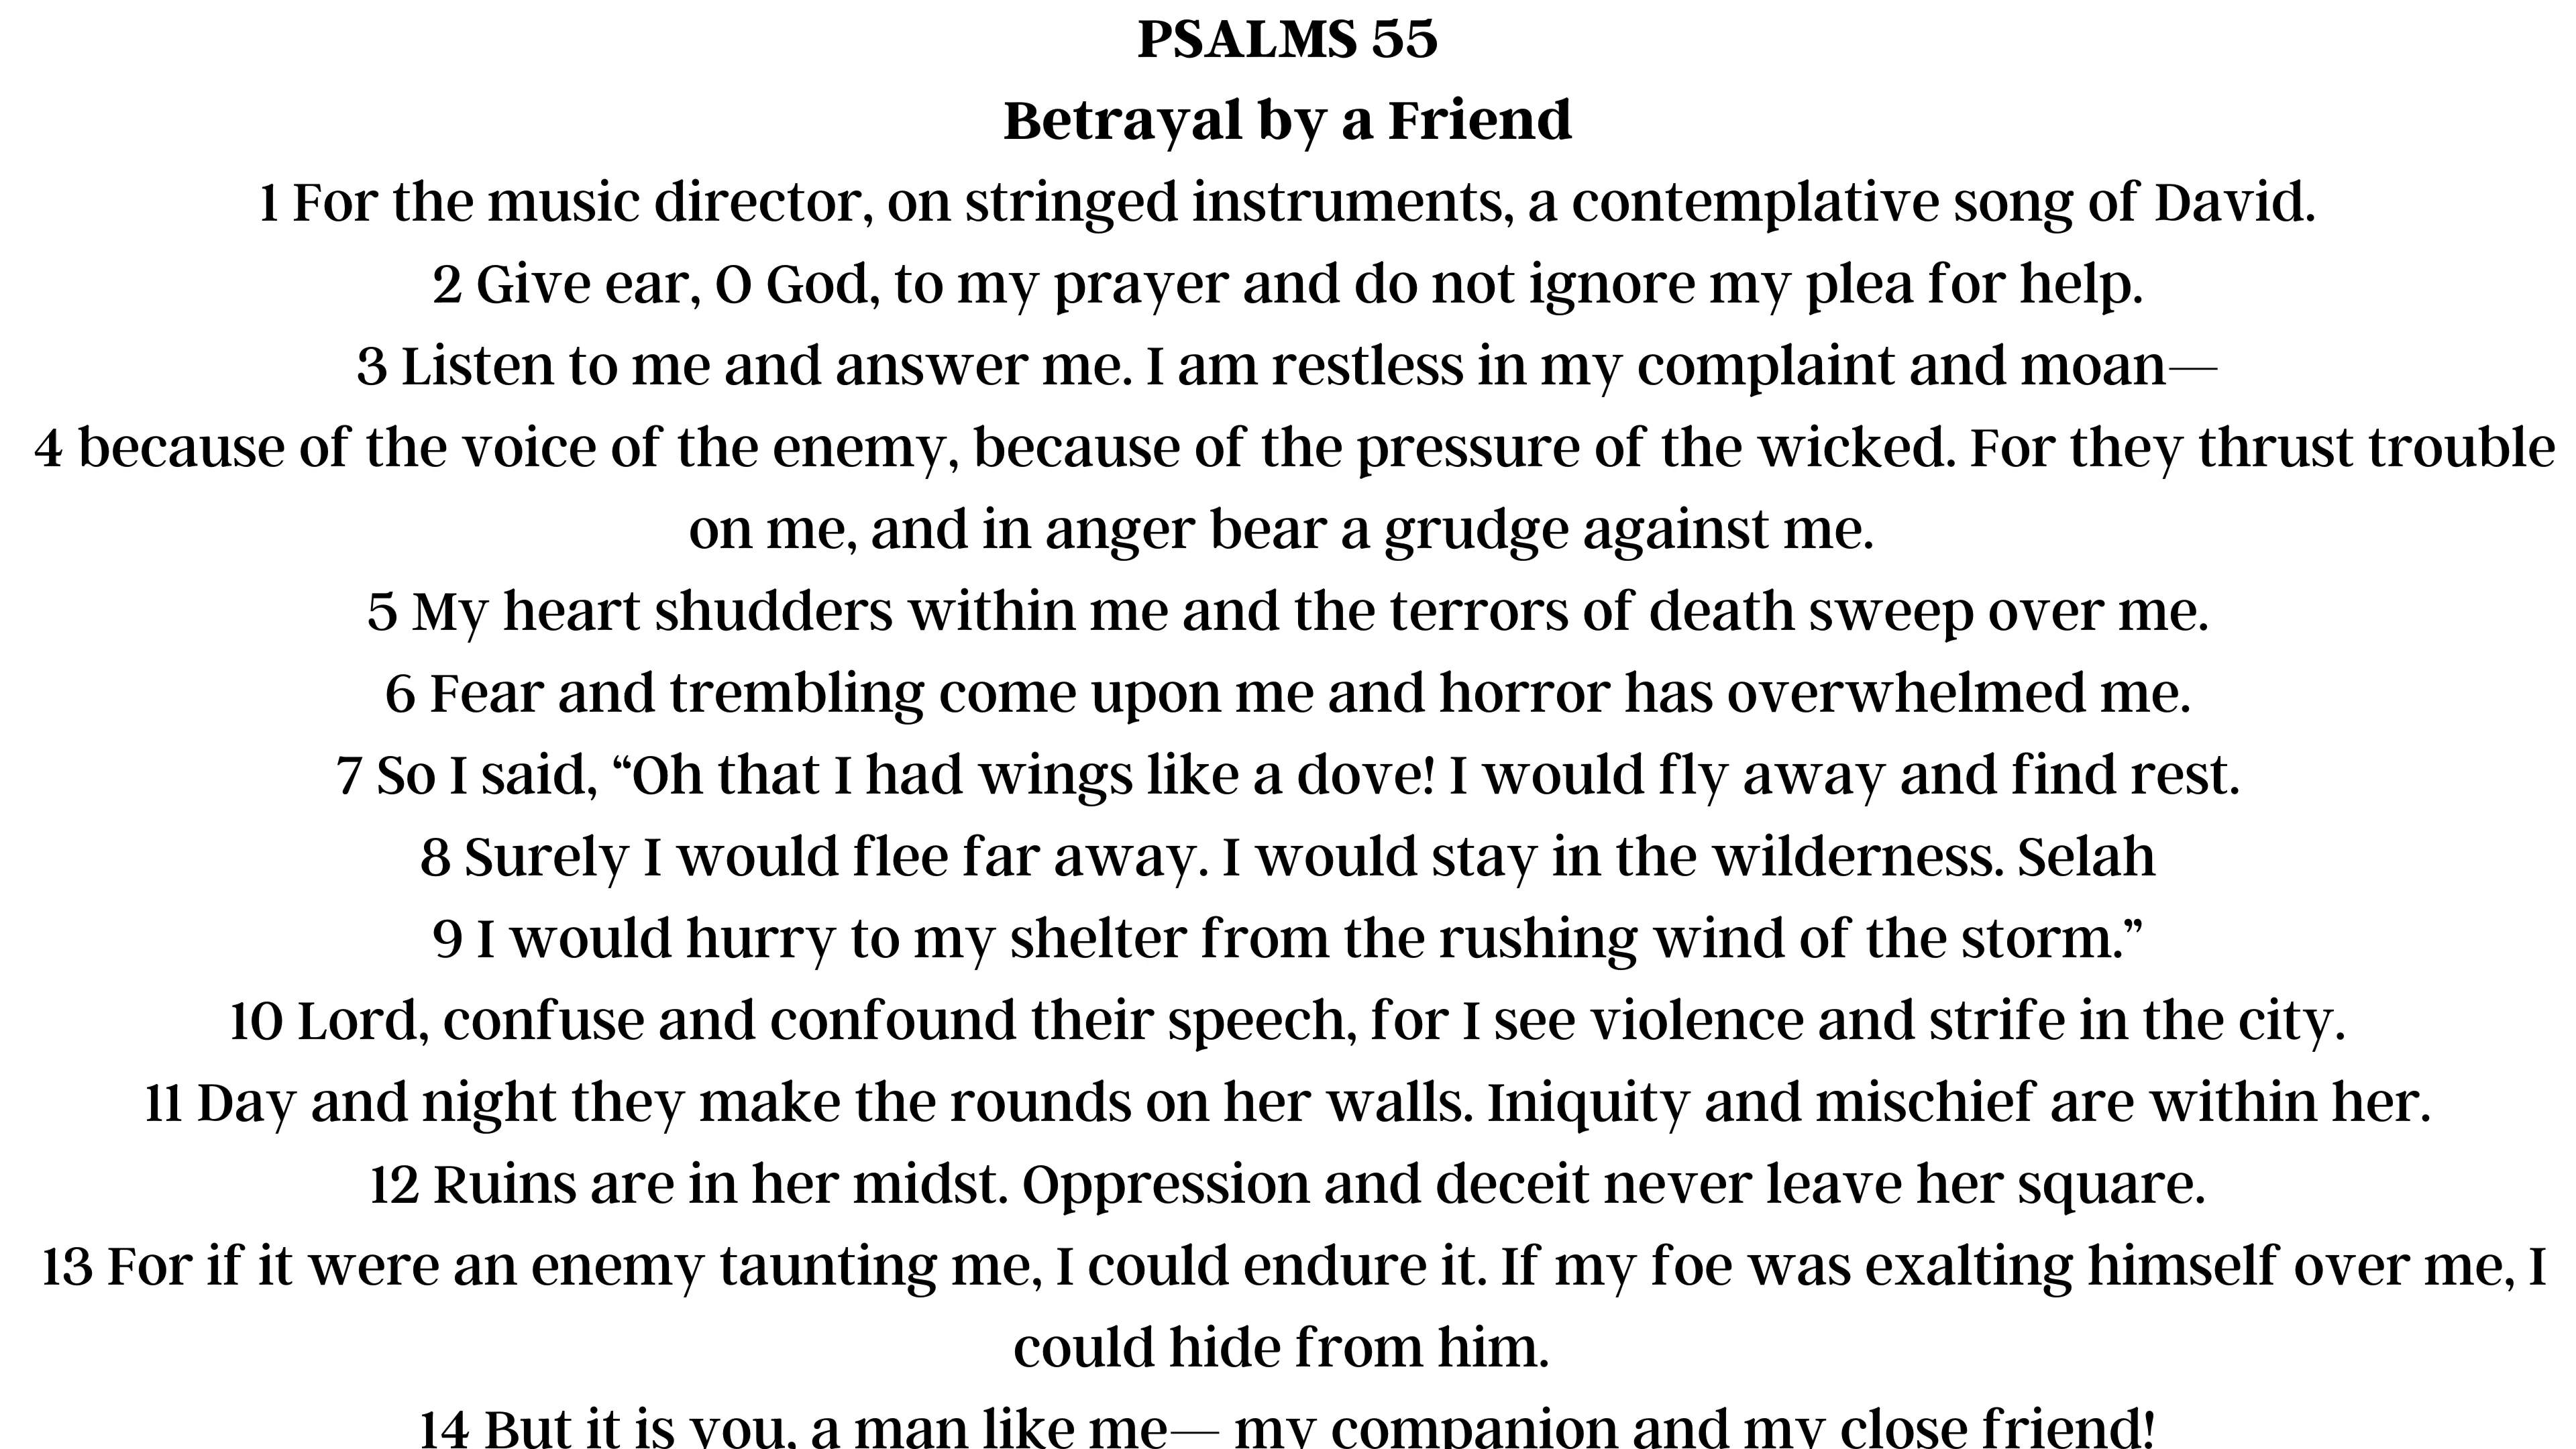 PSALMS 55
Betrayal by a Friend
1 For the music director, on stringed instruments, a contemplative song of David.
2 Give ear, O God, to my prayer and do not ignore my plea for help.
3 Listen to me and answer me. I am restless in my complaint and moan—
4 because of the voice of the enemy, because of the pressure of the wicked. For they thrust trouble
on me, and in anger bear a grudge against me.
5 My heart shudders within me and the terrors of death sweep over me.
6 Fear and trembling come upon me and horror has overwhelmed me.
7 So I said, “Oh that I had wings like a dove! I would fly away and find rest.
8 Surely I would flee far away. I would stay in the wilderness. Selah
9 I would hurry to my shelter from the rushing wind of the storm.”
10 Lord, confuse and confound their speech, for I see violence and strife in the city.
11 Day and night they make the rounds on her walls. Iniquity and mischief are within her.
12 Ruins are in her midst. Oppression and deceit never leave her square.
13 For if it were an enemy taunting me, I could endure it. If my foe was exalting himself over me, I
could hide from him.
14 But it is you, a man like me— my companion and my close friend!